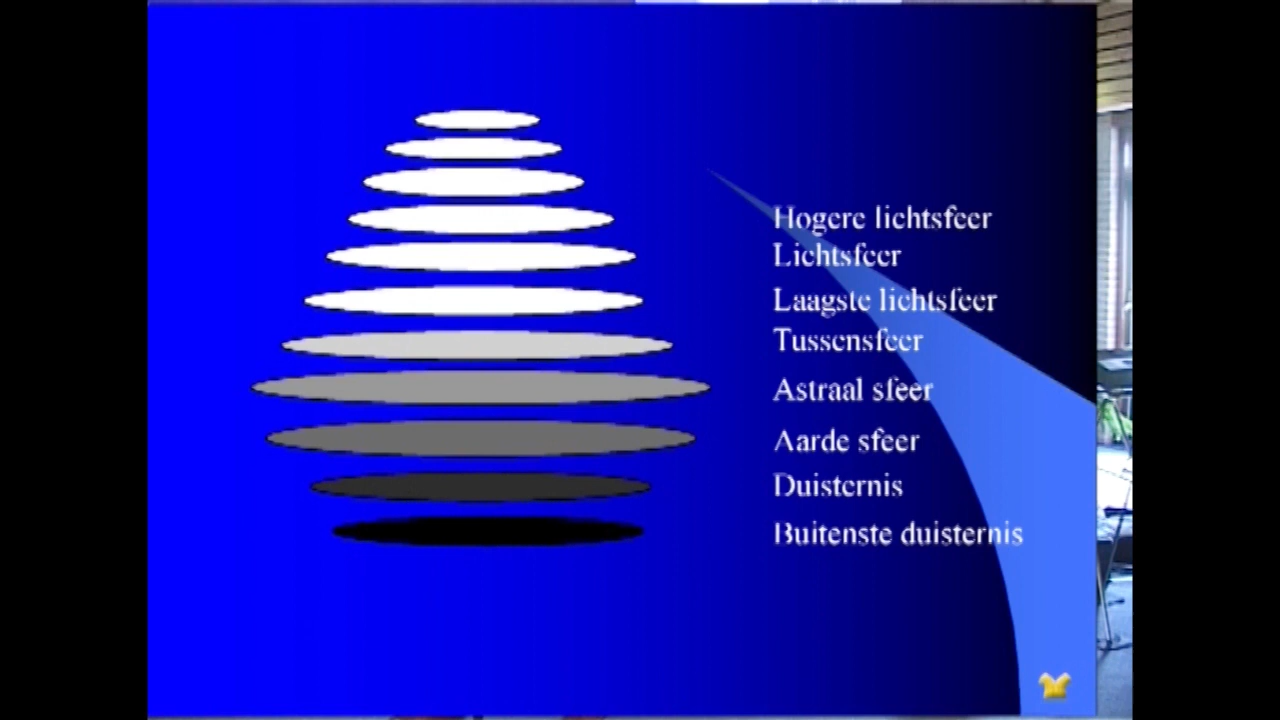 Hogere lichtsfeer
Lichtsfeer
Laagste lichtsfeer
Tussensfeer
Astraal sfeer
Aarde sfeer
Duisternis
Buitenste duisternis